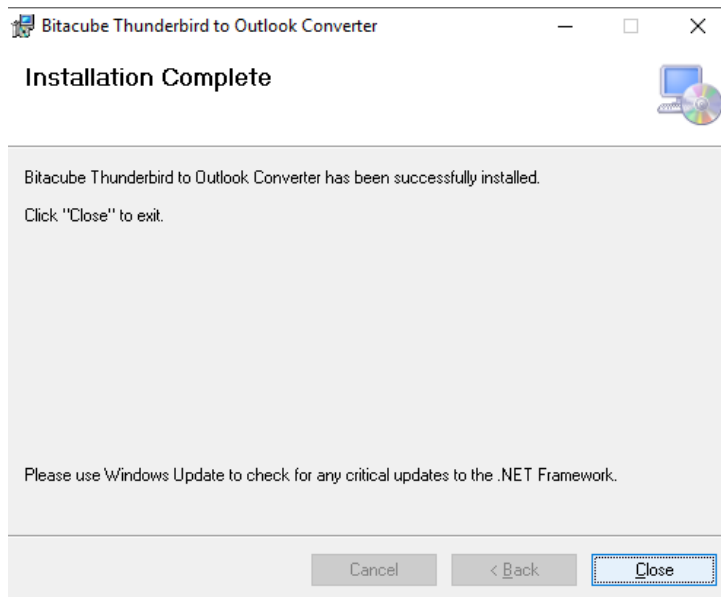 Bitacube Thunderbird to Outlook Converter
Installation Complete
Bitacube Thunderbird to Outlook Converter has been successfully installed.
Click "Close" to exit.
Please use Windows Update to check for any critical updates to the .NET Framework.
Cancel
< Back
Close